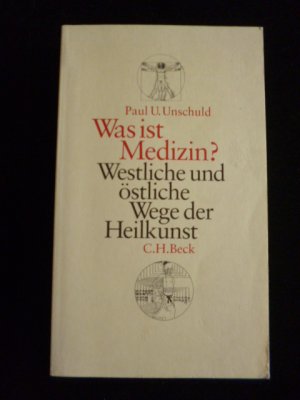 Paul U. Unschuld
Was ist
Medizin?
Westliche und
östliche
Wege der
Heilkunst
C.H.Beck